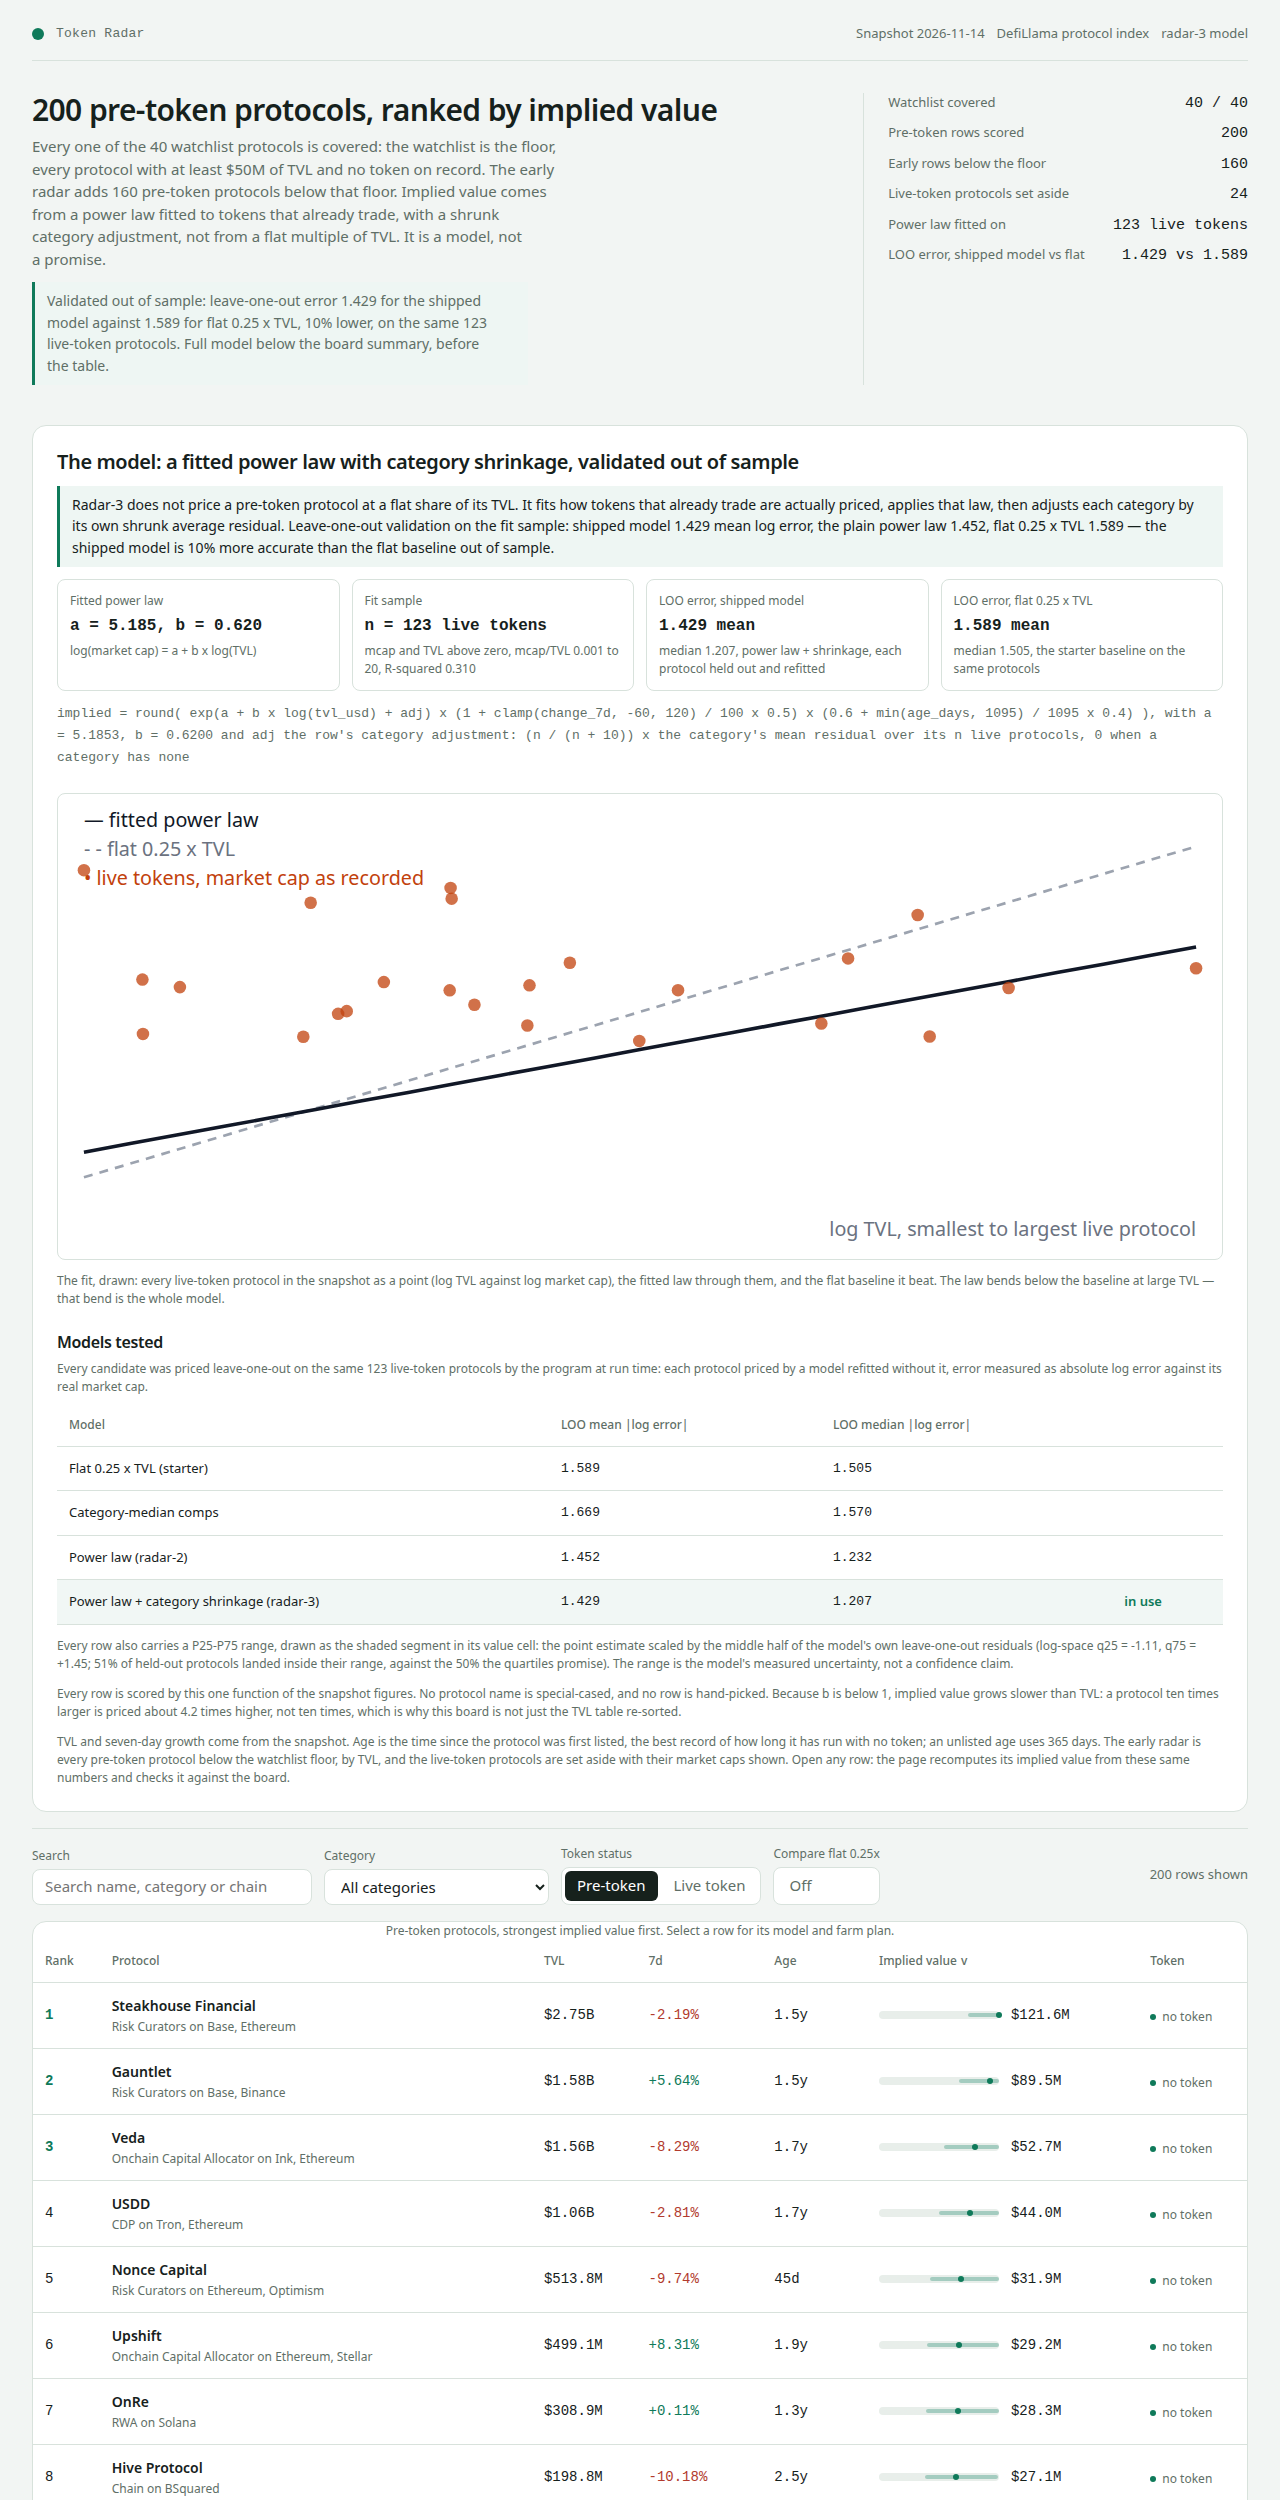 Token Radar
Snapshot 2026-11-14 DefiLlama protocol index radar-3 model
200 pre-token protocols, ranked by implied value
Every one of the 40 watchlist protocols is covered: the watchlist is the floor,
every protocol with at least $50M of TVL and no token on record. The early
radar adds 160 pre-token protocols below that floor. Implied value comes
from a power law fitted to tokens that already trade, with a shrunk
category adjustment, not from a flat multiple of TVL. It is a model, not
a promise.
Validated out of sample: leave-one-out error 1.429 for the shipped
model against 1.589 for flat 0.25 x TVL, 10% lower, on the same 123
live-token protocols. Full model below the board summary, before
the table.
Watchlist covered 40 / 40
Pre-token rows scored 200
Early rows below the floor 160
Live-token protocols set aside 24
Power law fitted on 123 live tokens
LOO error, shipped model vs flat 1.429 vs 1.589
The model: a fitted power law with category shrinkage, validated out of sample
Radar-3 does not price a pre-token protocol at a flat share of its TVL. It fits how tokens that already trade are actually priced, applies that law, then adjusts each category by
its own shrunk average residual. Leave-one-out validation on the fit sample: shipped model 1.429 mean log error, the plain power law 1.452, flat 0.25 x TVL 1.589 — the
shipped model is 10% more accurate than the flat baseline out of sample.
Fitted power law
a = 5.185, b = 0.620
log(market cap) = a + b x log(TVL)
Fit sample
n = 123 live tokens
mcap and TVL above zero, mcap/TVL 0.001 to
20, R-squared 0.310
LOO error, shipped model
1.429 mean
median 1.207, power law + shrinkage, each
protocol held out and refitted
LOO error, flat 0.25 x TVL
1.589 mean
median 1.505, the starter baseline on the
same protocols
implied = round( exp(a + b x log(tvl_usd) + adj) x (1 + clamp(change_7d, -60, 120) / 100 x 0.5) x (0.6 + min(age_days, 1095) / 1095 x 0.4) ), with a
= 5.1853, b = 0.6200 and adj the row's category adjustment: (n / (n + 10)) x the category's mean residual over its n live protocols, 0 when a
category has none
— fitted power law
- - flat 0.25 x TVL
• live tokens, market cap as recorded
log TVL, smallest to largest live protocol
The fit, drawn: every live-token protocol in the snapshot as a point (log TVL against log market cap), the fitted law through them, and the flat baseline it beat. The law bends below the baseline at large TVL —
that bend is the whole model.
Models tested
Every candidate was priced leave-one-out on the same 123 live-token protocols by the program at run time: each protocol priced by a model refitted without it, error measured as absolute log error against its
real market cap.
Model LOO mean |log error| LOO median |log error|
Flat 0.25 x TVL (starter) 1.589 1.505
Category-median comps 1.669 1.570
Power law (radar-2) 1.452 1.232
Power law + category shrinkage (radar-3) 1.429 1.207 in use
Every row also carries a P25-P75 range, drawn as the shaded segment in its value cell: the point estimate scaled by the middle half of the model's own leave-one-out residuals (log-space q25 = -1.11, q75 =
+1.45; 51% of held-out protocols landed inside their range, against the 50% the quartiles promise). The range is the model's measured uncertainty, not a confidence claim.
Every row is scored by this one function of the snapshot figures. No protocol name is special-cased, and no row is hand-picked. Because b is below 1, implied value grows slower than TVL: a protocol ten times
larger is priced about 4.2 times higher, not ten times, which is why this board is not just the TVL table re-sorted.
TVL and seven-day growth come from the snapshot. Age is the time since the protocol was first listed, the best record of how long it has run with no token; an unlisted age uses 365 days. The early radar is
every pre-token protocol below the watchlist floor, by TVL, and the live-token protocols are set aside with their market caps shown. Open any row: the page recomputes its implied value from these same
numbers and checks it against the board.
Search Category Token status Compare flat 0.25x
Search name, category or chain All categories Pre-token Live token Off 200 rows shown
Pre-token protocols, strongest implied value first. Select a row for its model and farm plan.
Rank Protocol TVL 7d Age Implied value v Token
1 Steakhouse Financial $2.75B -2.19% 1.5y $121.6M no token
Risk Curators on Base, Ethereum
2 Gauntlet $1.58B +5.64% 1.5y $89.5M no token
Risk Curators on Base, Binance
3 Veda $1.56B -8.29% 1.7y $52.7M no token
Onchain Capital Allocator on Ink, Ethereum
4 USDD $1.06B -2.81% 1.7y $44.0M no token
CDP on Tron, Ethereum
5 Nonce Capital $513.8M -9.74% 45d $31.9M no token
Risk Curators on Ethereum, Optimism
6 Upshift $499.1M +8.31% 1.9y $29.2M no token
Onchain Capital Allocator on Ethereum, Stellar
7 OnRe $308.9M +0.11% 1.3y $28.3M no token
RWA on Solana
8 Hive Protocol $198.8M -10.18% 2.5y $27.1M no token
Chain on BSquared